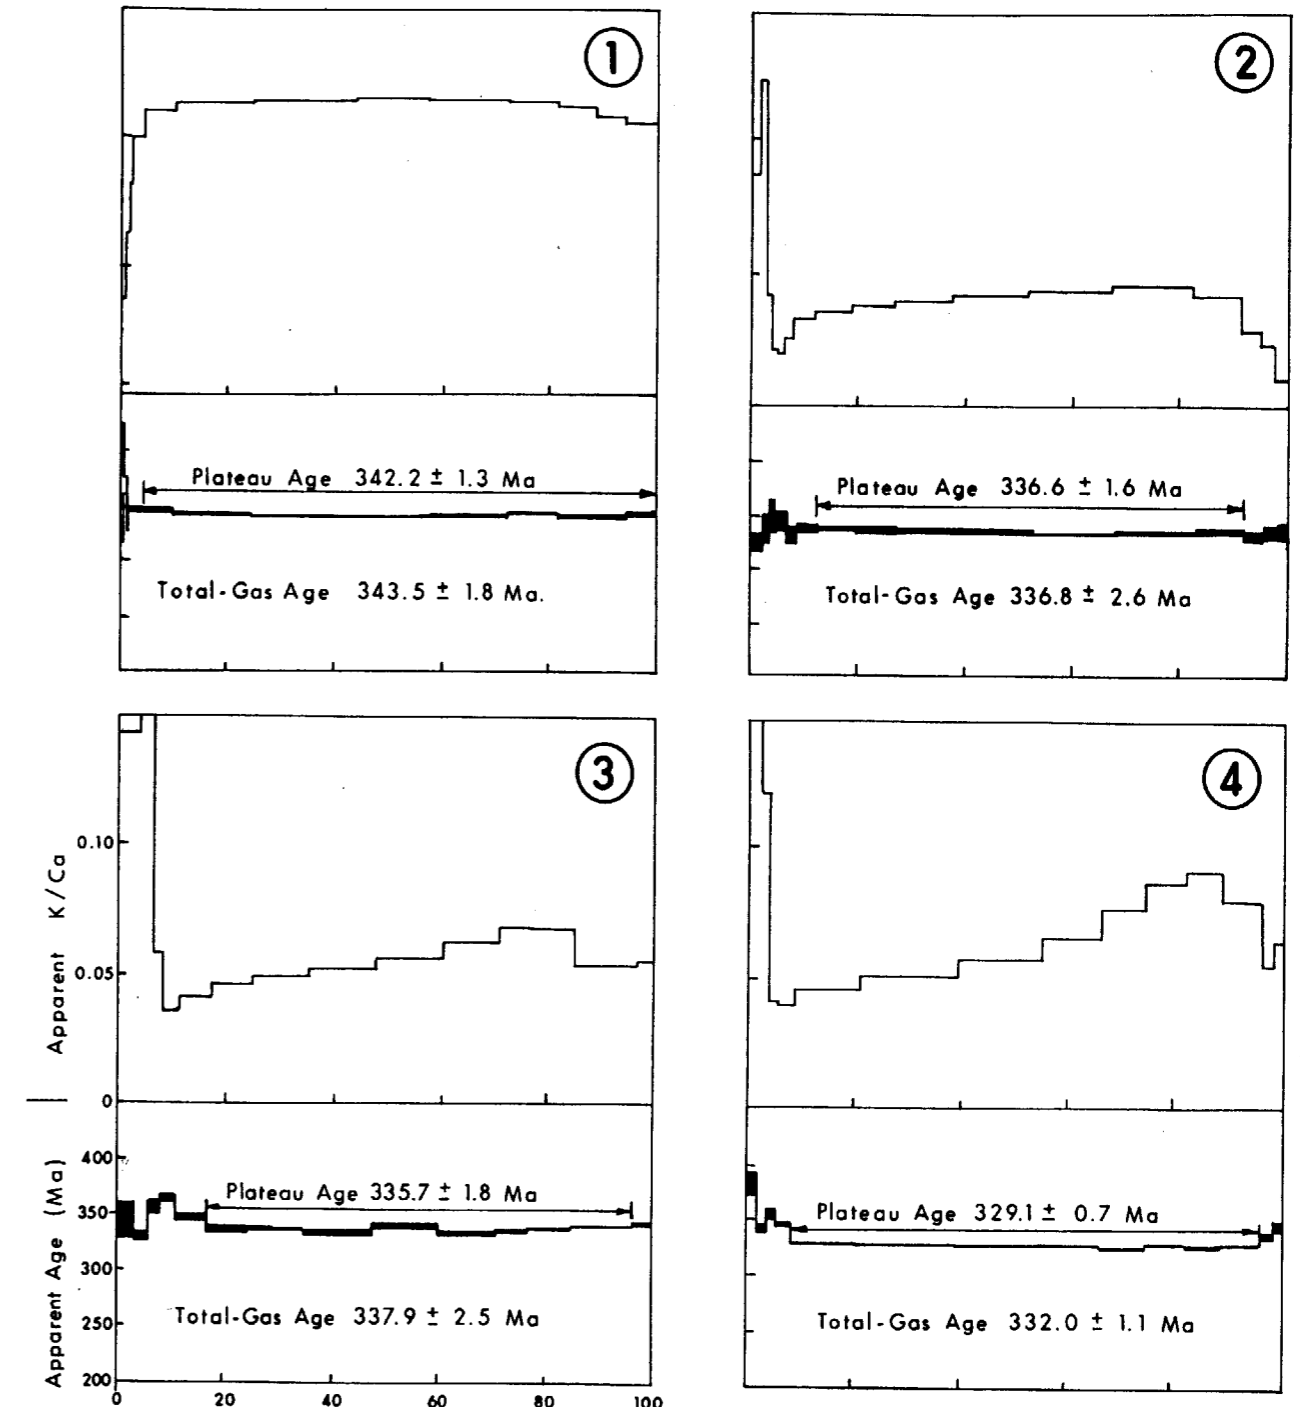 1
Plateau Age 342.2 ± 1.3 Ma
Total-Gas Age 343.5 ± 1.8 Ma.
2
Plateau Age 336.6 ± 1.6 Ma
Total-Gas Age 336.8 ± 2.6 Ma
3
Apparent K/Ca
0.10
0.05
0
Plateau Age 335.7 ± 1.8 Ma
Total-Gas Age 337.9 ± 2.5 Ma
Apparent Age (Ma)
400
350
300
250
200
0 20 40 60 80 100
4
Plateau Age 329.1 ± 0.7 Ma
Total-Gas Age 332.0 ± 1.1 Ma